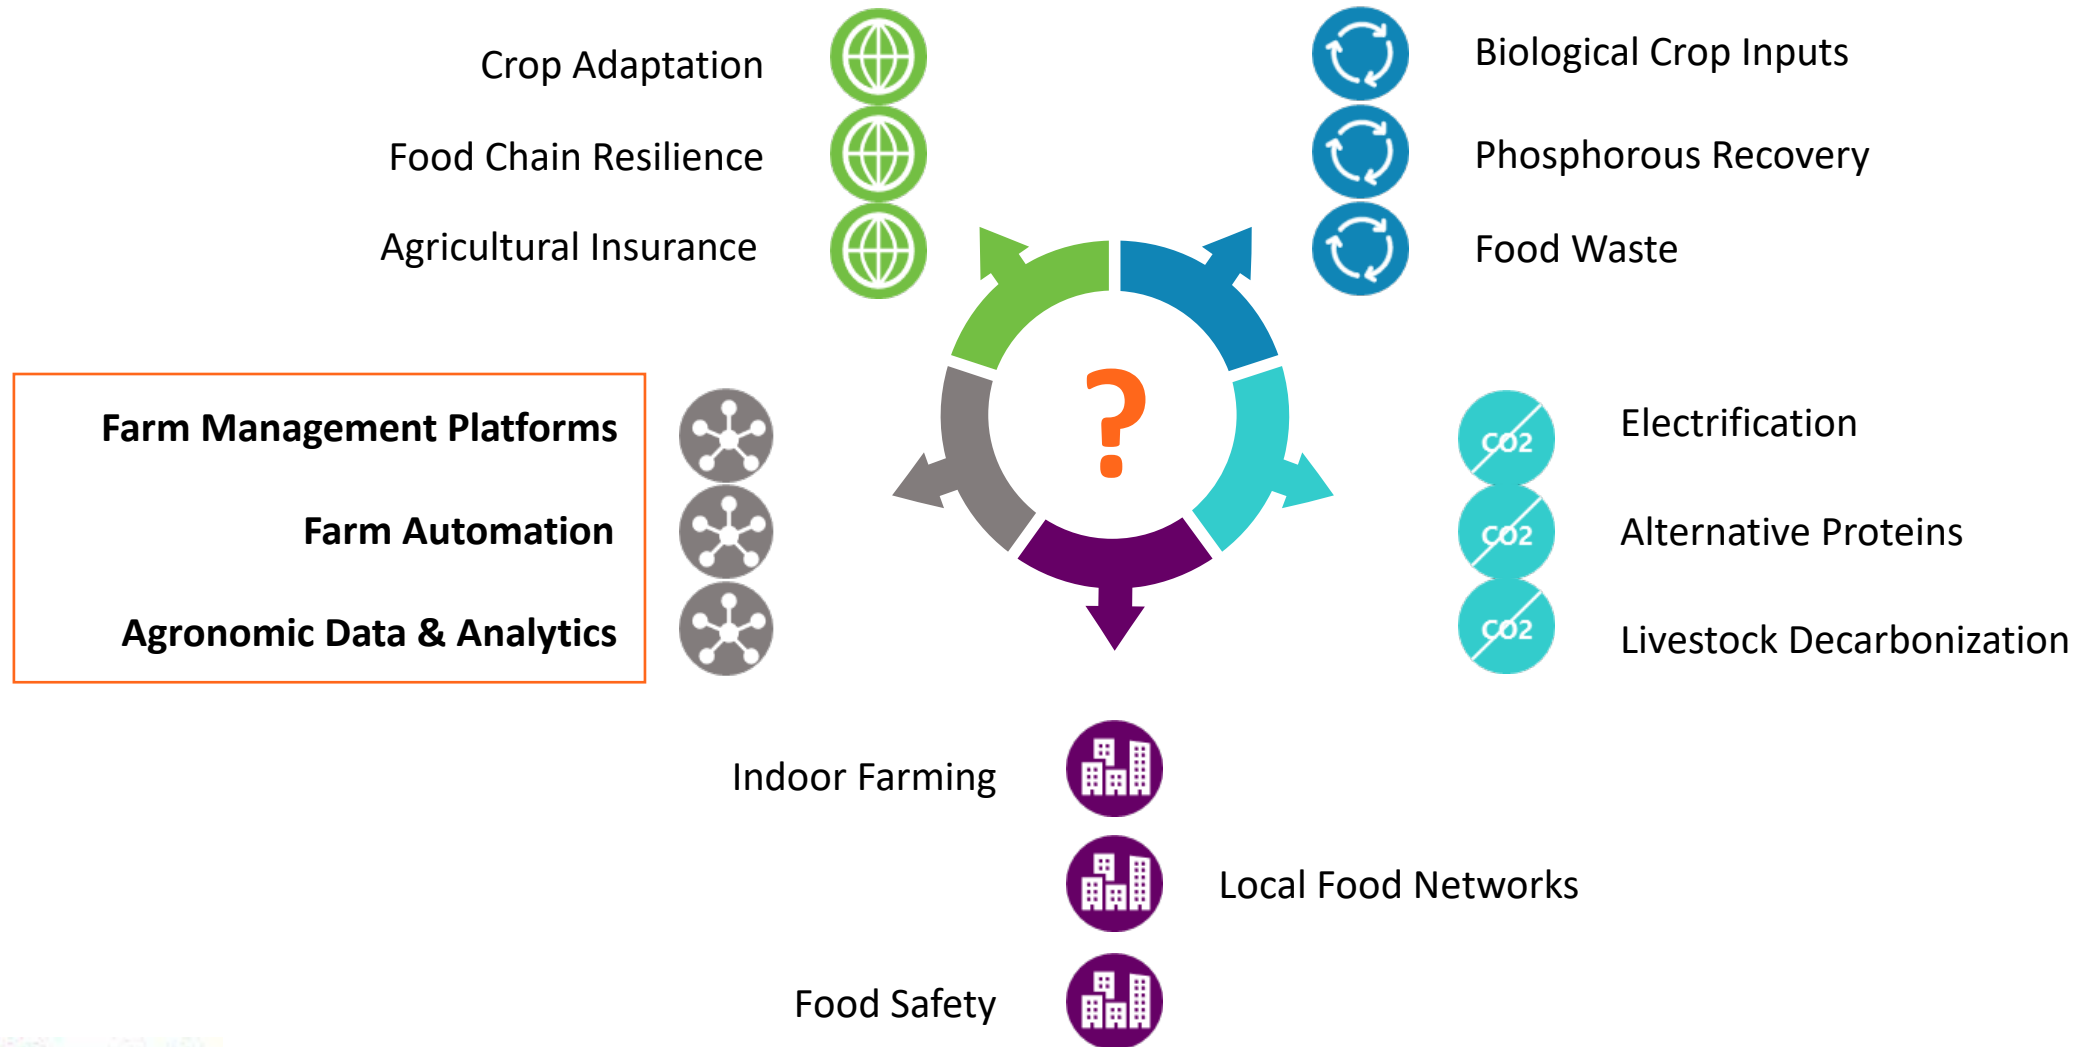 Crop Adaptation
Food Chain Resilience
Agricultural Insurance
Biological Crop Inputs
Phosphorous Recovery
Food Waste
?
Farm Management Platforms
Farm Automation
Agronomic Data & Analytics
CO2
Electrification
CO2
Alternative Proteins
CO2
Livestock Decarbonization
Indoor Farming
Local Food Networks
Food Safety